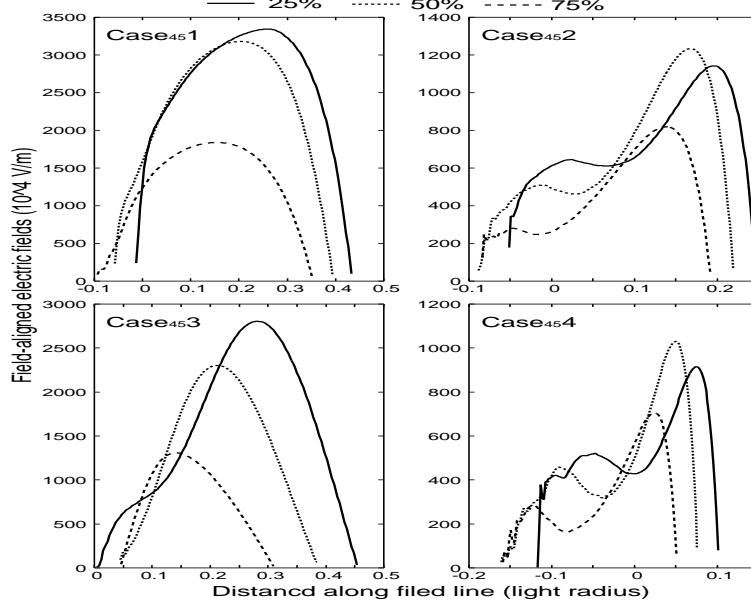 25% 50% 75%
Field-aligned electric fields (10^4 V/m)
Case₄₅1
3500
3000
2500
2000
1500
1000
500
0
-0.1 0 0.1 0.2 0.3 0.4 0.5
Case₄₅2
1400
1200
1000
800
600
400
200
0
-0.1 0 0.1 0.2
Case₄₅3
3000
2500
2000
1500
1000
500
0
0 0.1 0.2 0.3 0.4 0.5
Case₄₅4
1200
1000
800
600
400
200
0
-0.2 -0.1 0 0.1
Distancd along filed line (light radius)